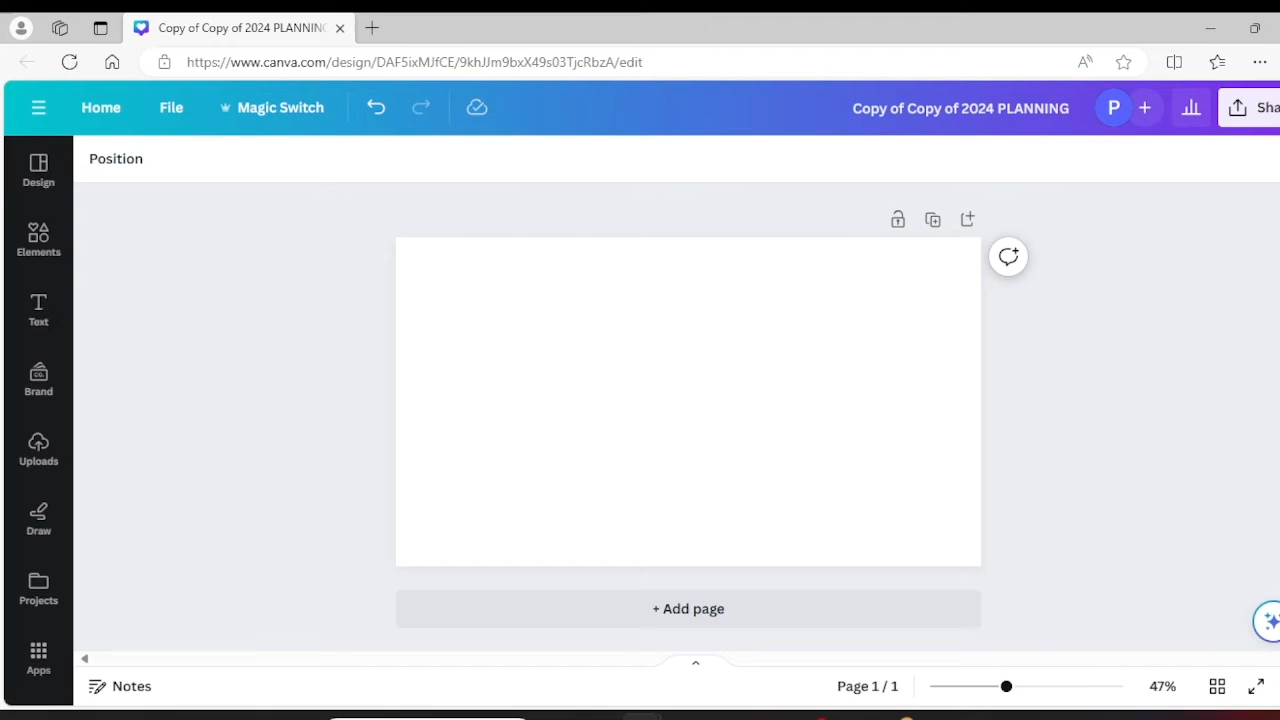 Copy of Copy of 2024 PLANNING
https://www.canva.com/design/DAF5ixMJfCE/9khJJm9bxX49s03TjcRbzA/edit
Home File Magic Switch Copy of Copy of 2024 PLANNING P Sha
Position
Design
Elements
Text
CO.
Brand
Uploads
Draw
Projects
+ Add page
Apps
Notes Page 1 / 1 47%